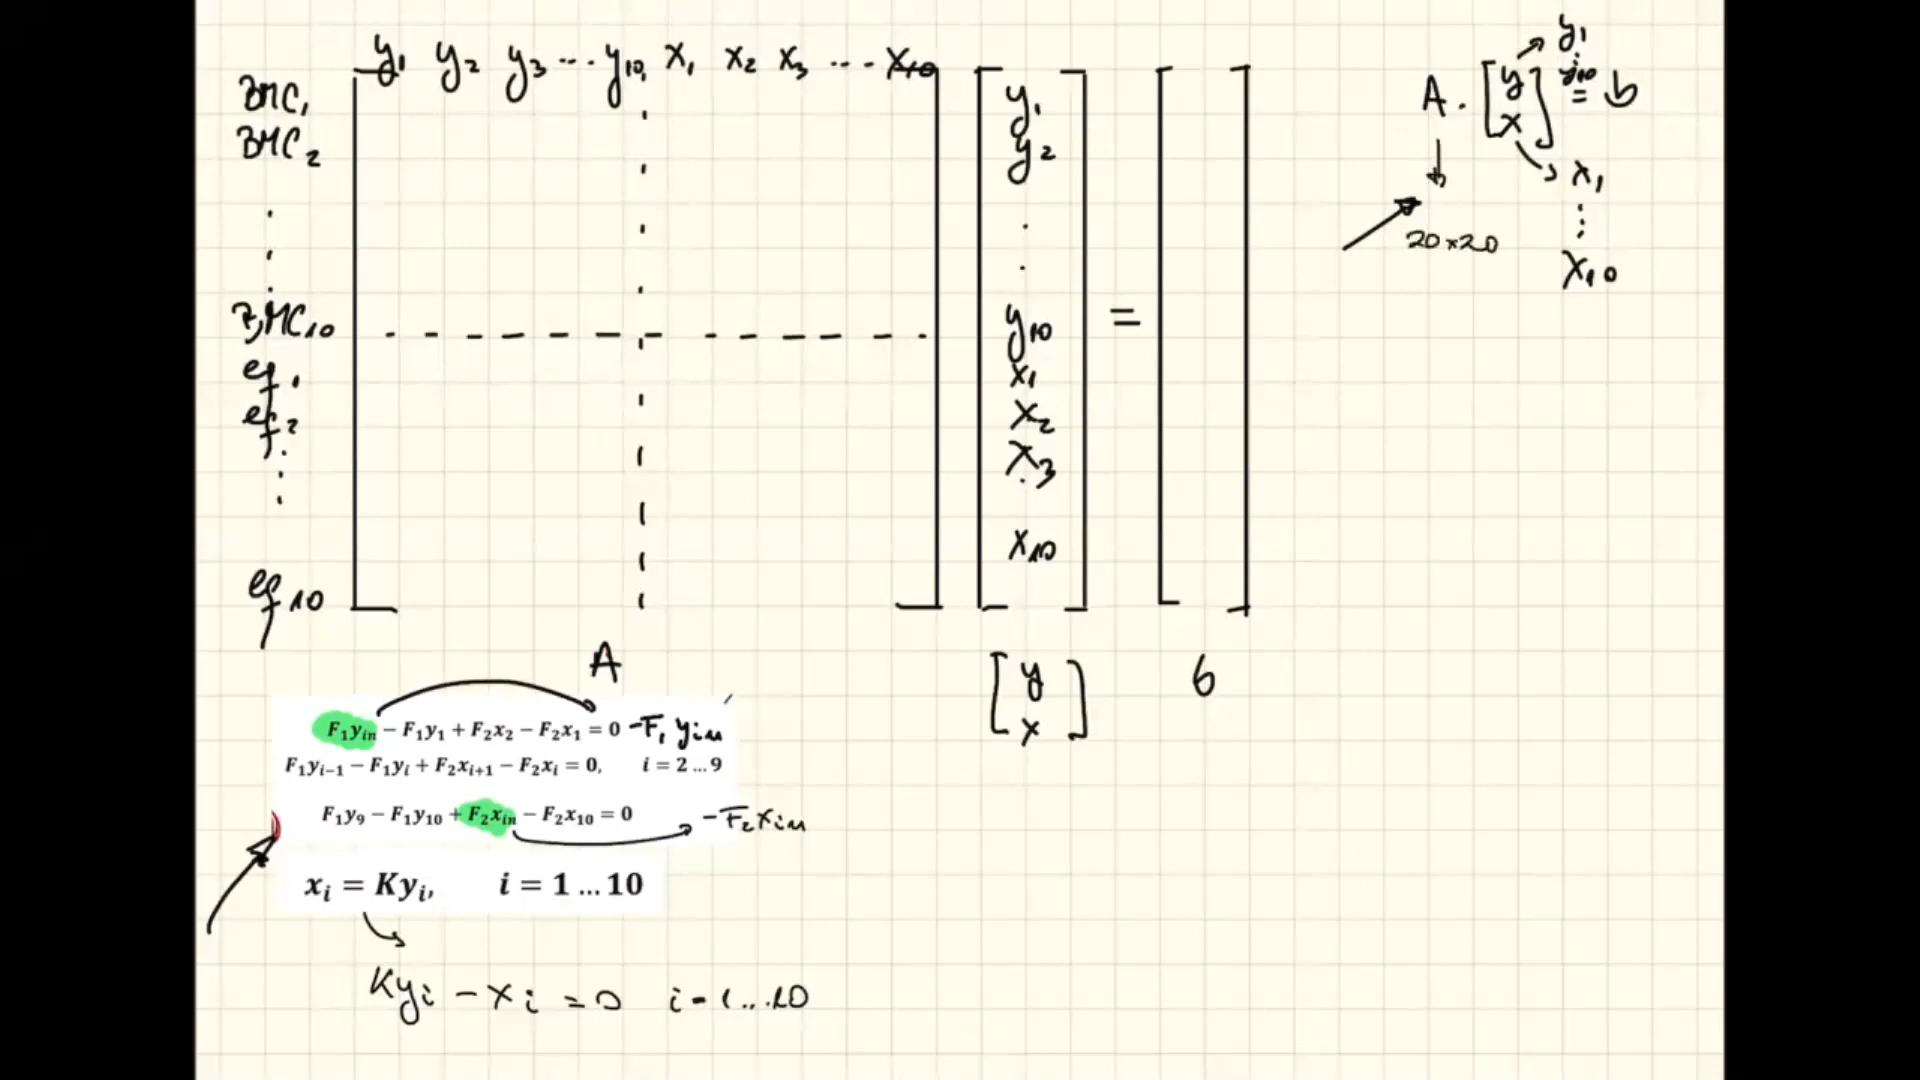 y₁ y₂ y₃ ... y₁₀ x₁ x₂ x₃ ... x₁₀
BMC₁
BMC₂
.
.
.
BMC₁₀
ef₁
ef₂
⋮
ef₁₀
y₁
y₂
.
.
y₁₀
x₁
x₂
x₃
.
x₁₀
=
A
[y x]
b
A · [y x] = b
y₁
⋮
y₁₀
x₁
⋮
x₁₀
20×20
F₁yᵢₙ − F₁y₁ + F₂x₂ − F₂x₁ = 0 −F₁ yᵢₙ
F₁yᵢ₋₁ − F₁yᵢ + F₂xᵢ₊₁ − F₂xᵢ = 0, i = 2 … 9
F₁y₉ − F₁y₁₀ + F₂xᵢₙ − F₂x₁₀ = 0 −F₂xᵢₙ
xᵢ = Kyᵢ, i = 1 … 10
Kyᵢ − xᵢ = 0 i = 1...10